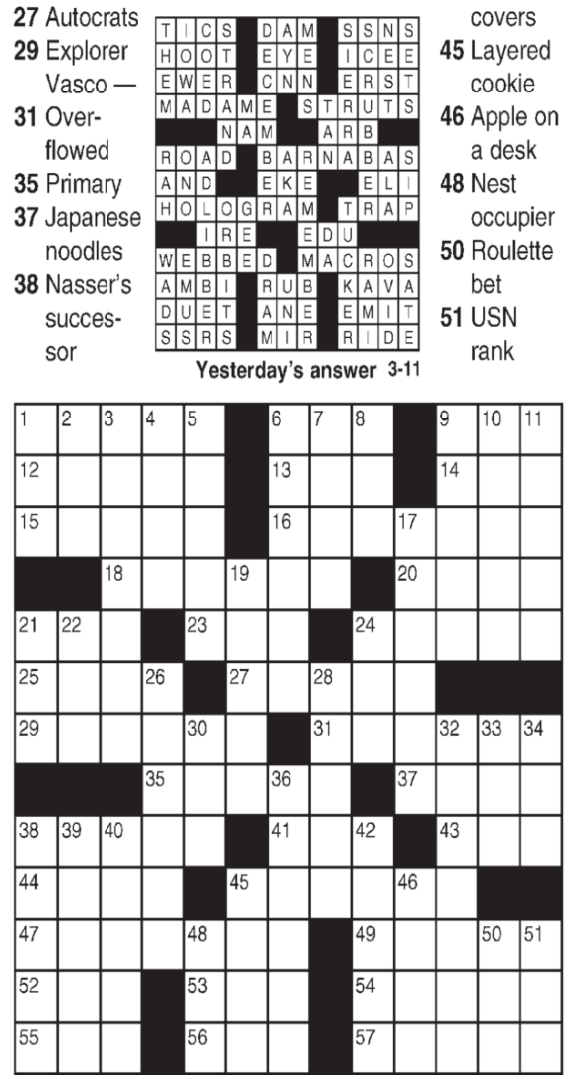 27 Autocrats
29 Explorer
Vasco —
31 Over-
flowed
35 Primary
37 Japanese
noodles
38 Nasser's
succes-
sor
T I C S D A M S S N S
H O O T E Y E I C E E
E W E R C N N E R S T
M A D A M E S T R U T S
N A M A R B
R O A D B A R N A B A S
A N D E K E E L I
H O L O G R A M T R A P
I R E E D U
W E B B E D M A C R O S
A M B I R U B K A V A
D U E T A N E E M I T
S S R S M I R R I D E
Yesterday's answer 3-11
covers
45 Layered
cookie
46 Apple on
a desk
48 Nest
occupier
50 Roulette
bet
51 USN
rank
1 2 3 4 5 6 7 8 9 10 11
12 13 14
15 16 17
18 19 20
21 22 23 24
25 26 27 28
29 30 31 32 33 34
35 36 37
38 39 40 41 42 43
44 45 46
47 48 49 50 51
52 53 54
55 56 57